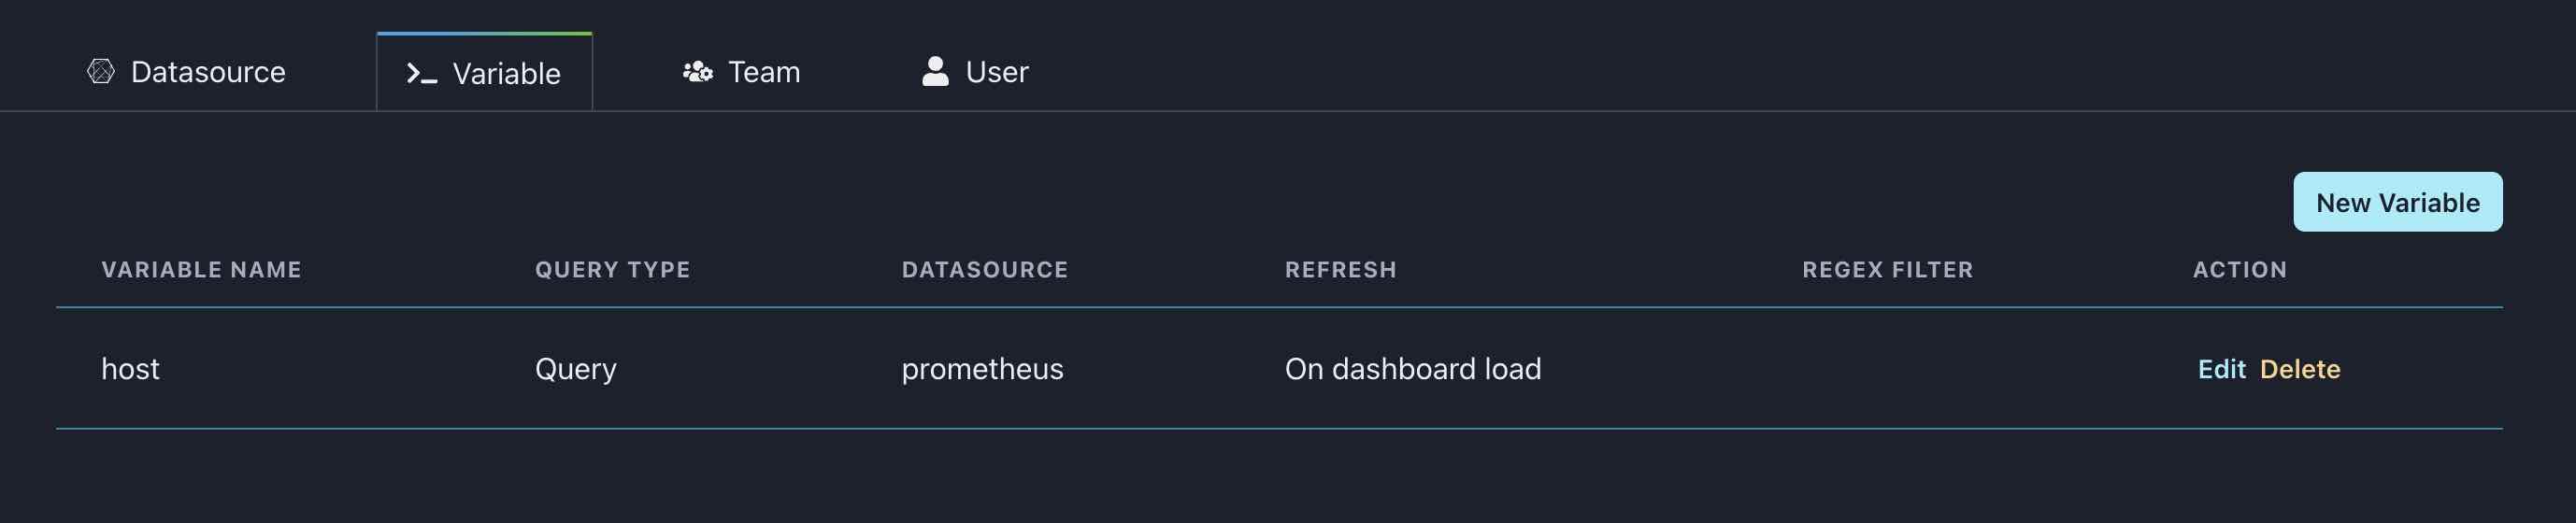 Datasource Variable Team User
New Variable
VARIABLE NAME QUERY TYPE DATASOURCE REFRESH REGEX FILTER ACTION
host Query prometheus On dashboard load Edit Delete